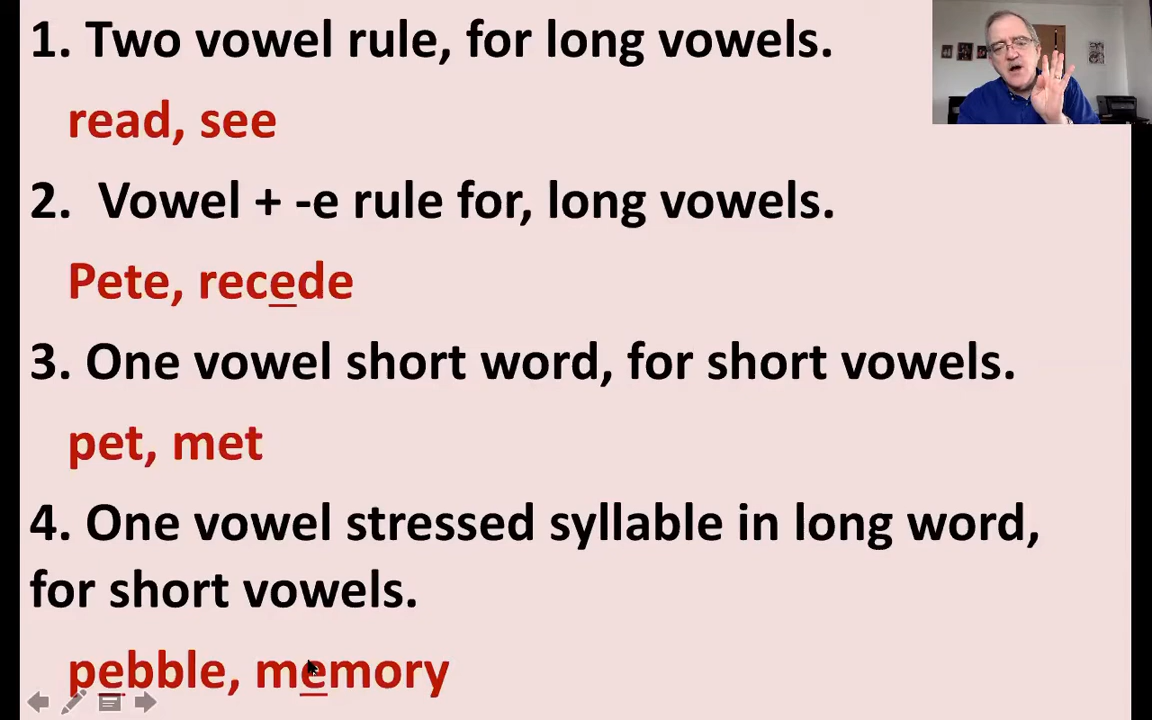 1. Two vowel rule, for long vowels.
read, see
2. Vowel + -e rule for, long vowels.
Pete, recede
3. One vowel short word, for short vowels.
pet, met
4. One vowel stressed syllable in long word,
for short vowels.
pebble, memory